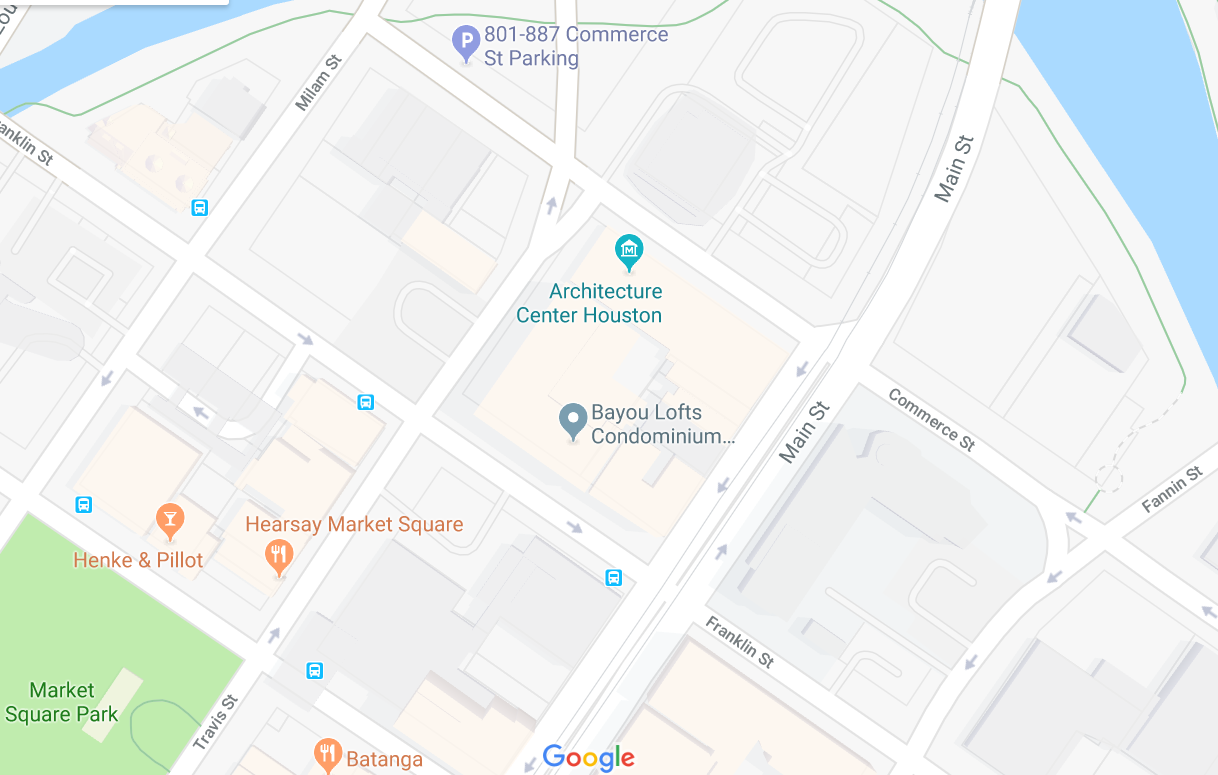 801-887 Commerce
St Parking
Milam St
Franklin St
Main St
Architecture
Center Houston
Bayou Lofts
Condominium...
Main St
Commerce St
Fannin St
Hearsay Market Square
Henke & Pillot
Franklin St
Market
Square Park
Travis St
Batanga
Google